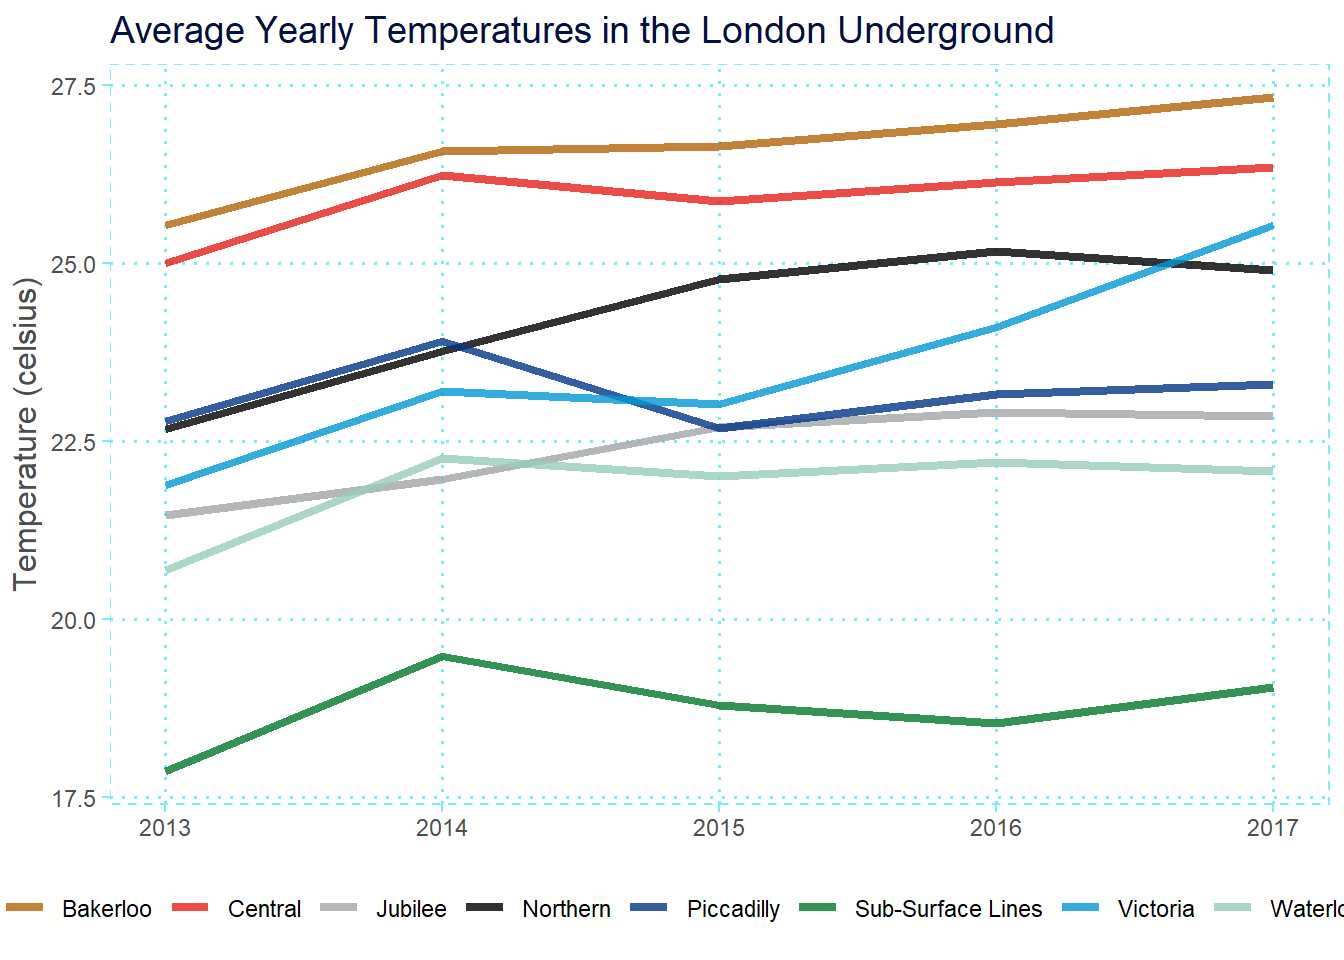 Average Yearly Temperatures in the London Underground
Temperature (celsius)
27.5
25.0
22.5
20.0
17.5
2013 2014 2015 2016 2017
Bakerloo Central Jubilee Northern Piccadilly Sub-Surface Lines Victoria